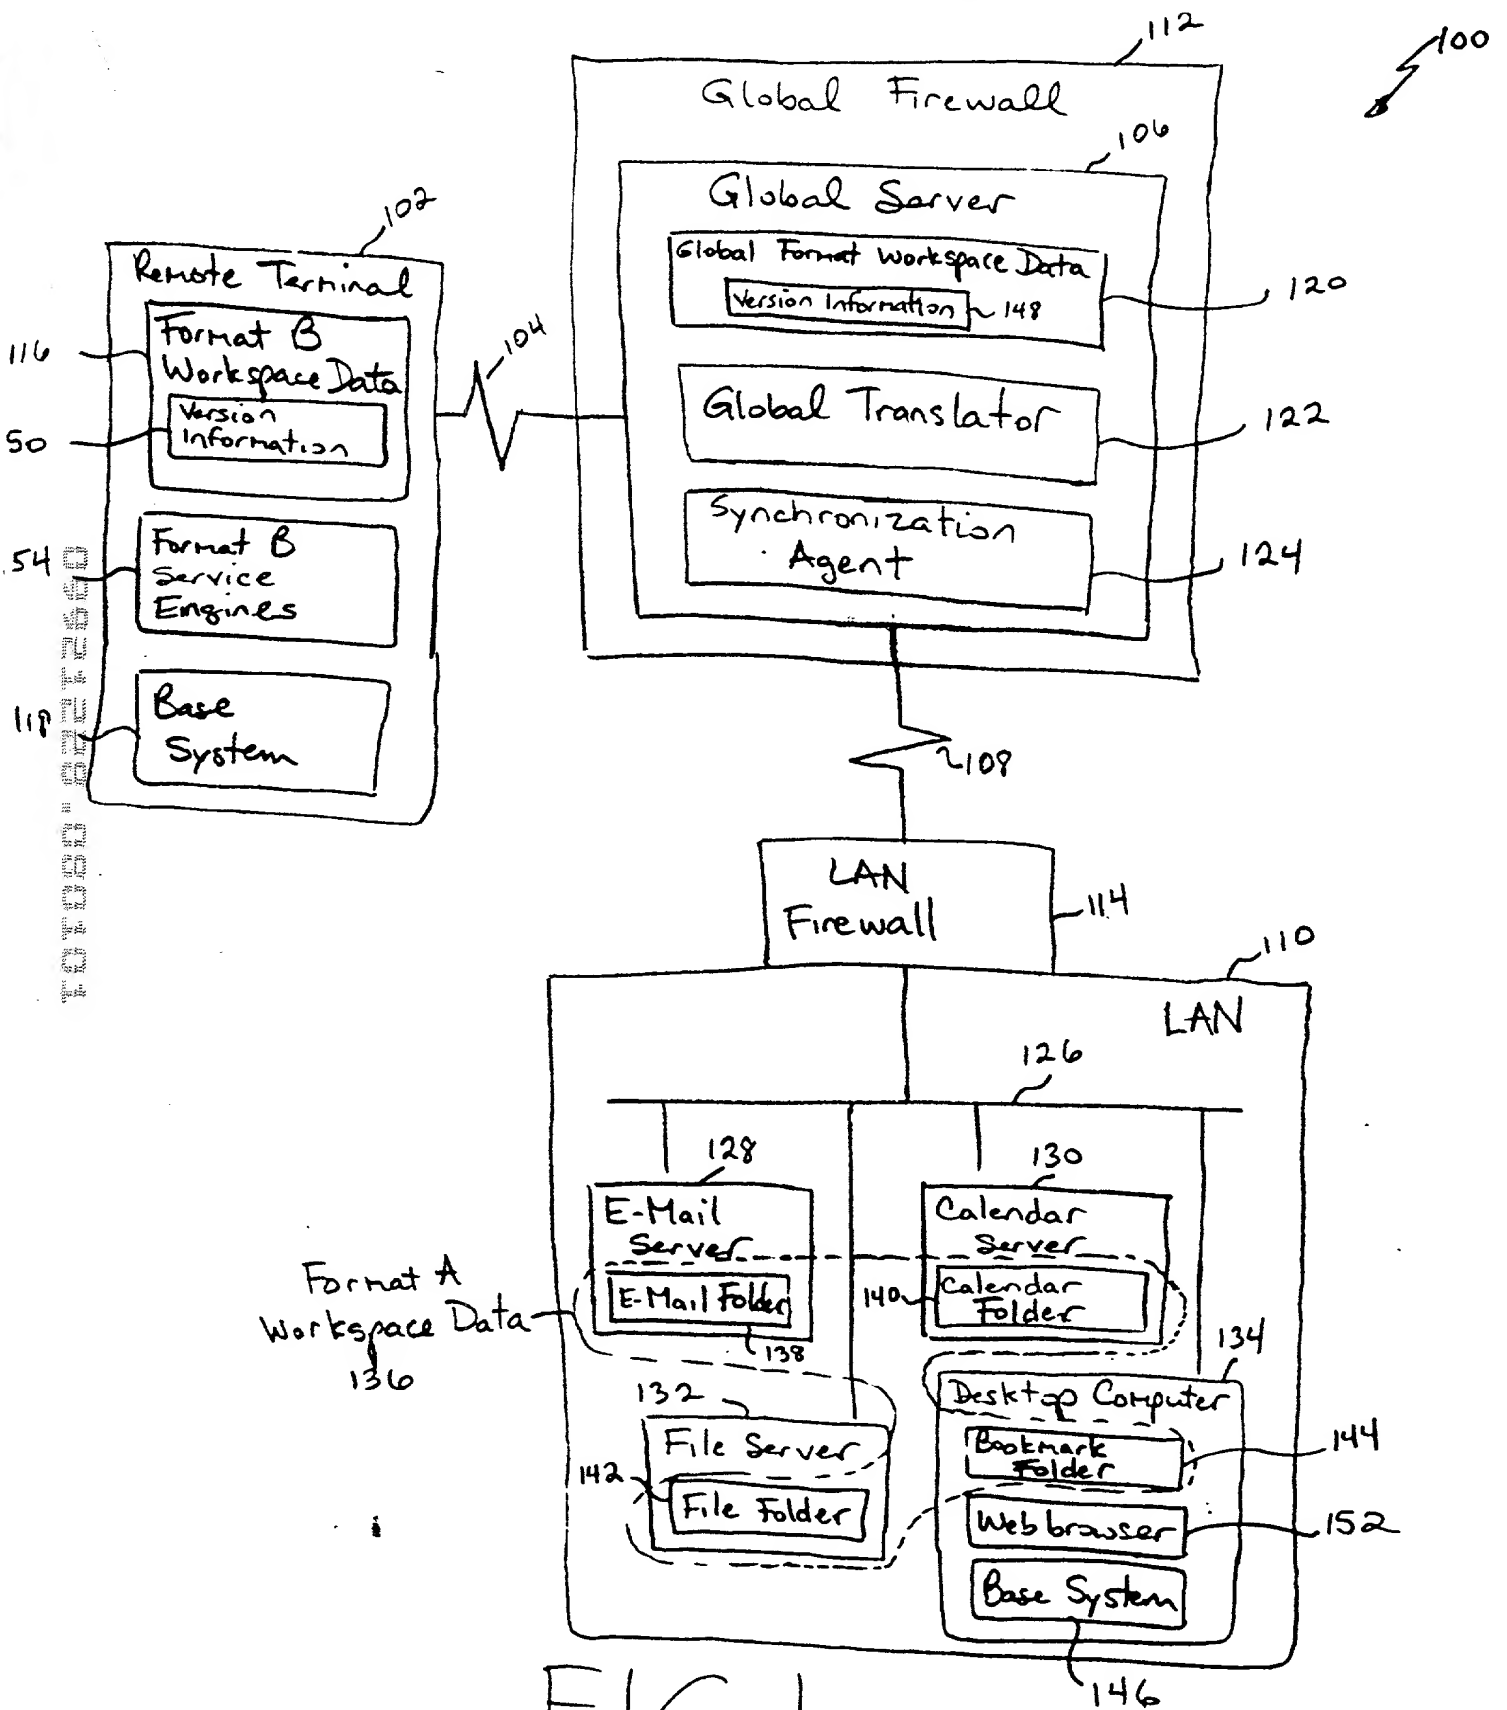 100
112
Global Firewall
106
Global Server
Global Format Workspace Data
Version Information
148
120
Global Translator
122
Synchronization
Agent
124
102
Remote Terminal
116
Format B
Workspace Data
50
Version
Information
54
Format B
Service
Engines
118
Base
System
104
108
LAN
Firewall
114
110
LAN
126
128
E-Mail
Server
E-Mail Folder
138
130
Calendar
Server
140
Calendar
Folder
Format A
Workspace Data
136
132
File Server
142
File Folder
134
Desktop Computer
Bookmark
Folder
144
Web browser
152
Base System
146
FIG 1